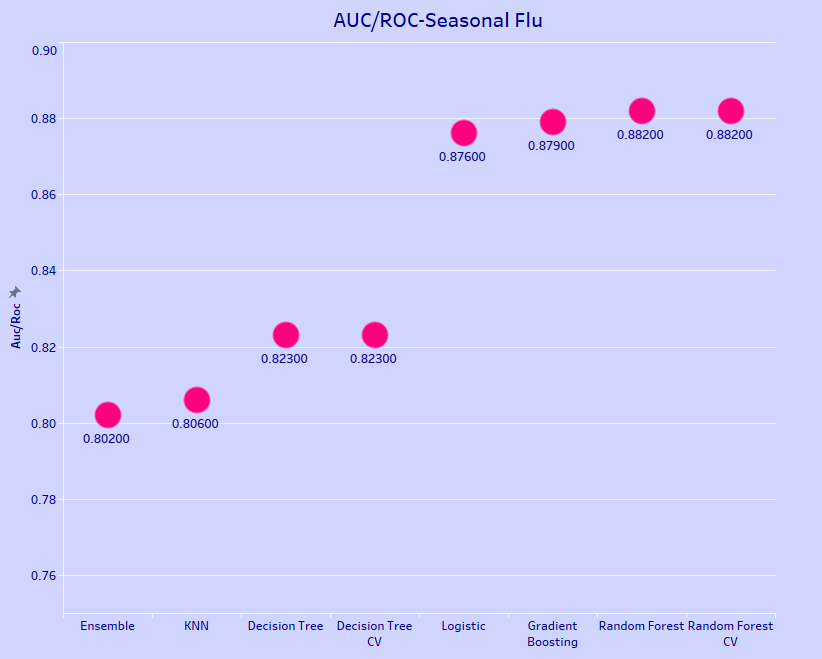 AUC/ROC-Seasonal Flu
0.90
0.88
0.86
0.84
0.82
0.80
0.78
0.76
Auc/Roc
0.80200
0.80600
0.82300
0.82300
0.87600
0.87900
0.88200
0.88200
Ensemble
KNN
Decision Tree
Decision Tree
CV
Logistic
Gradient
Boosting
Random Forest
Random Forest
CV